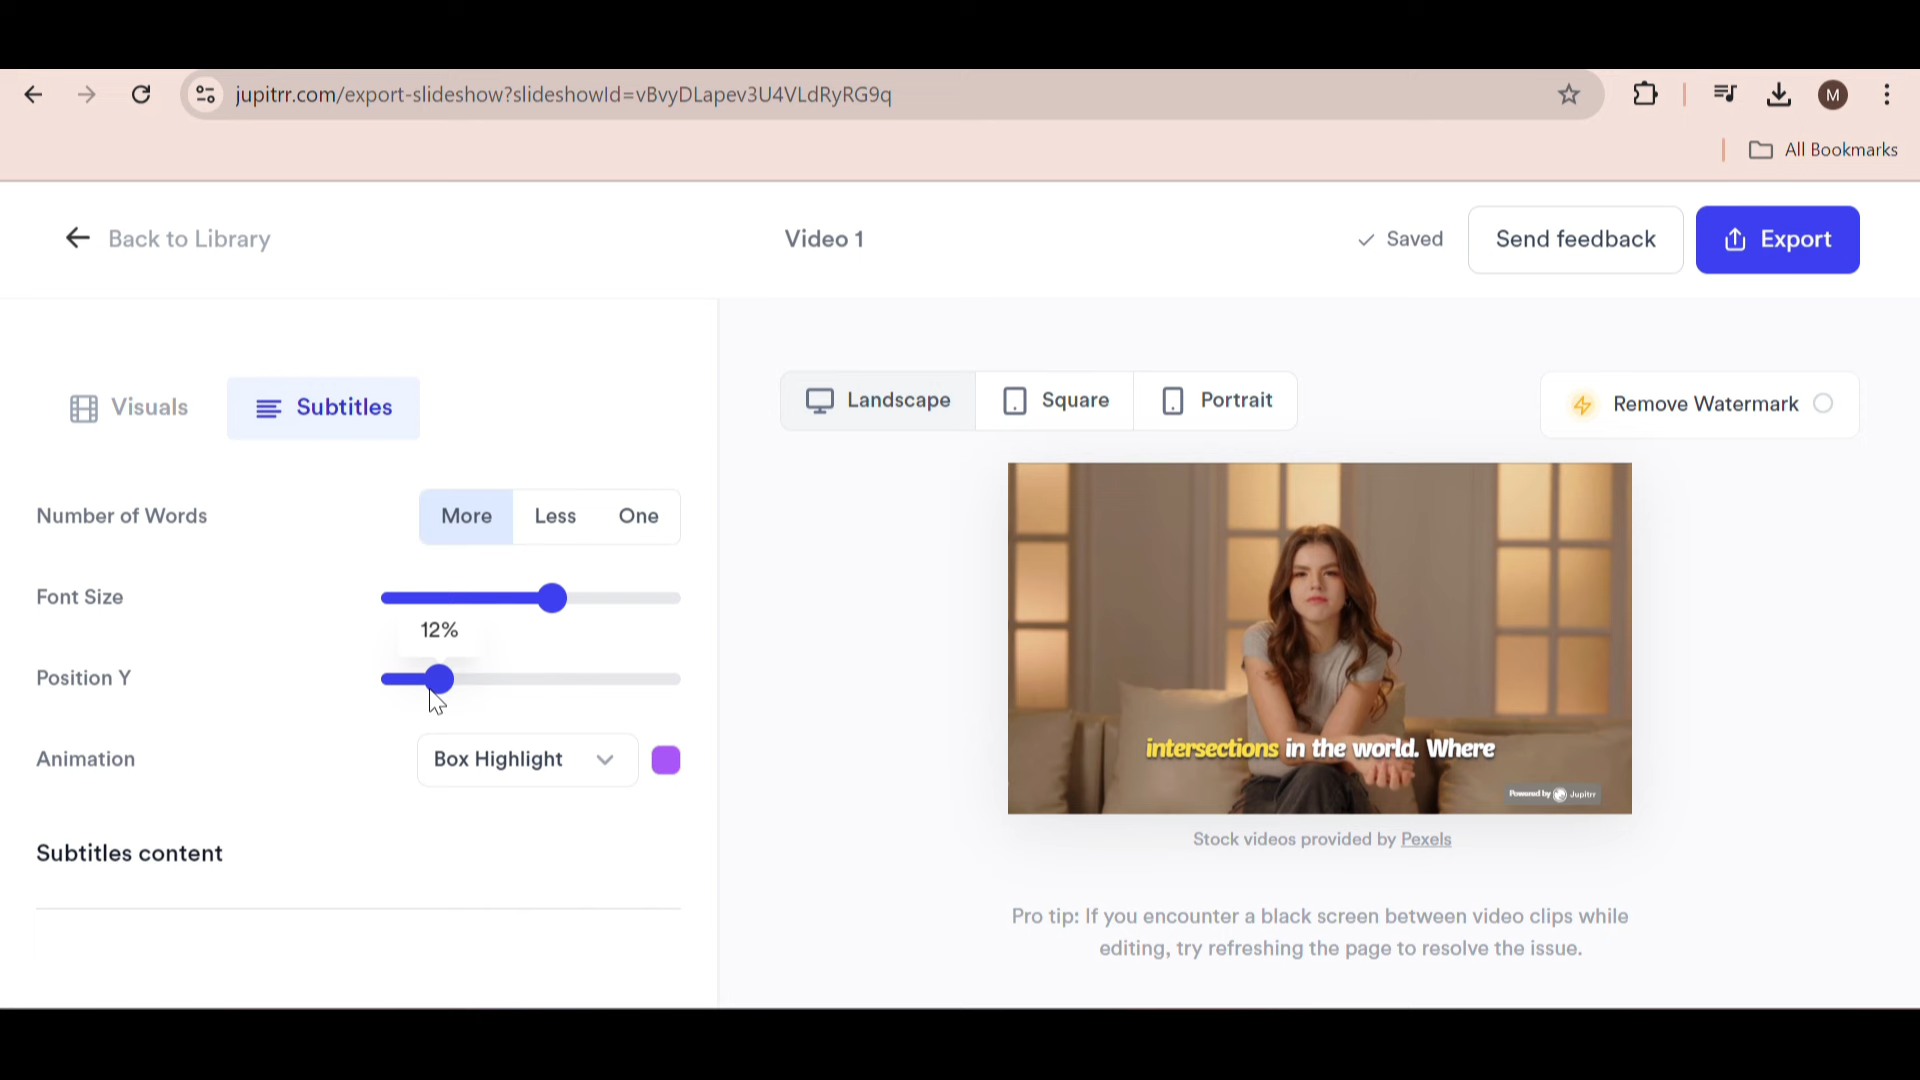 jupitrr.com/export-slideshow?slideshowId=vBvyDLapev3U4VLdRyRG9q
M
All Bookmarks
Back to Library
Video 1
Saved
Send feedback
Export
Visuals
Subtitles
Landscape
Square
Portrait
Remove Watermark
Number of Words
More
Less
One
Font Size
12%
Position Y
Animation
Box Highlight
intersections in the world. Where
Powered by Jupitrr
Stock videos provided by Pexels
Subtitles content
Pro tip: If you encounter a black screen between video clips while
editing, try refreshing the page to resolve the issue.